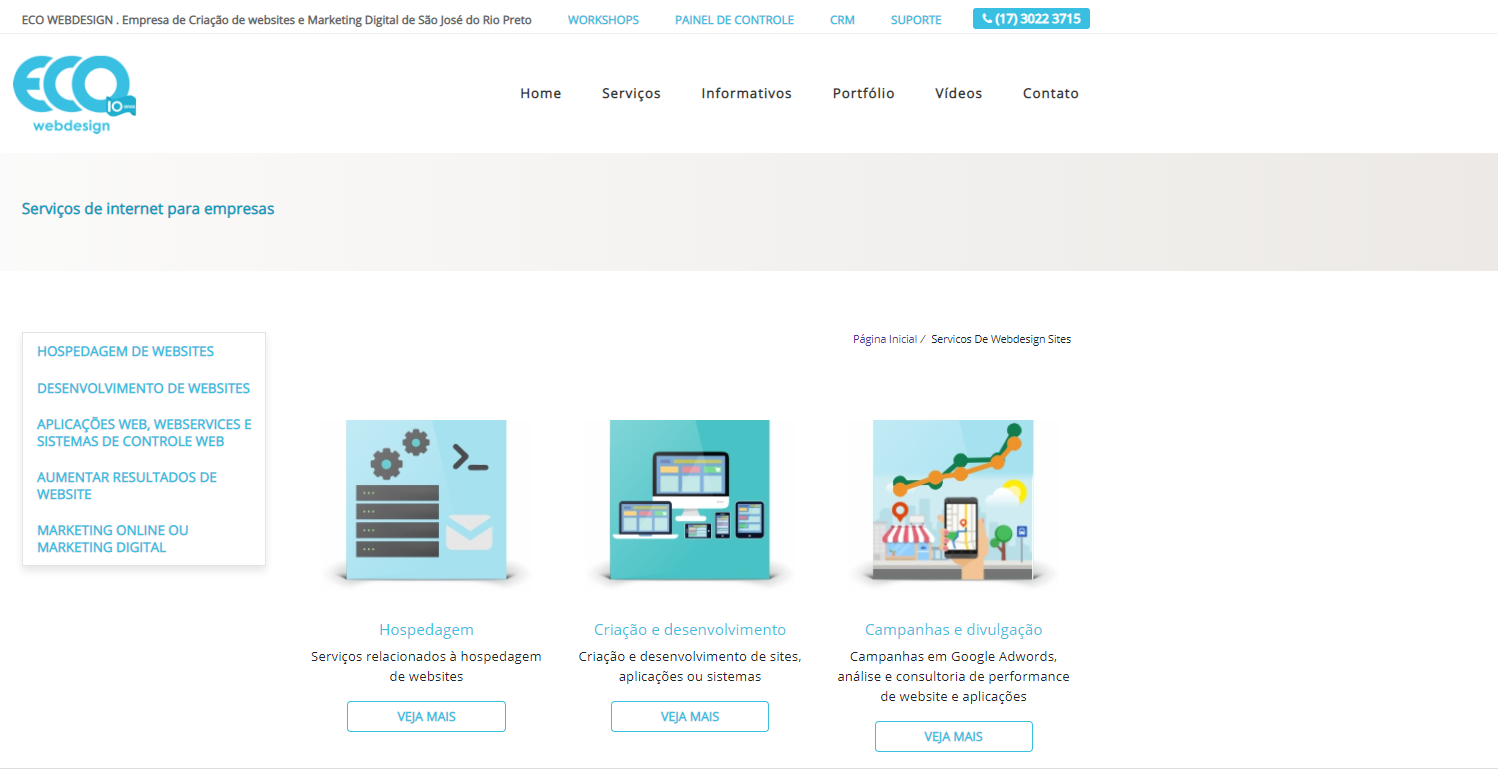 ECO WEBDESIGN . Empresa de Criação de websites e Marketing Digital de São José do Rio Preto
WORKSHOPS
PAINEL DE CONTROLE
CRM
SUPORTE
(17) 3022 3715
ECO
10 anos
webdesign
Home
Serviços
Informativos
Portfólio
Vídeos
Contato
Serviços de internet para empresas
HOSPEDAGEM DE WEBSITES
DESENVOLVIMENTO DE WEBSITES
APLICAÇÕES WEB, WEBSERVICES E
SISTEMAS DE CONTROLE WEB
AUMENTAR RESULTADOS DE
WEBSITE
MARKETING ONLINE OU
MARKETING DIGITAL
Página Inicial / Servicos De Webdesign Sites
Hospedagem
Serviços relacionados à hospedagem
de websites
VEJA MAIS
Criação e desenvolvimento
Criação e desenvolvimento de sites,
aplicações ou sistemas
VEJA MAIS
Campanhas e divulgação
Campanhas em Google Adwords,
análise e consultoria de performance
de website e aplicações
VEJA MAIS